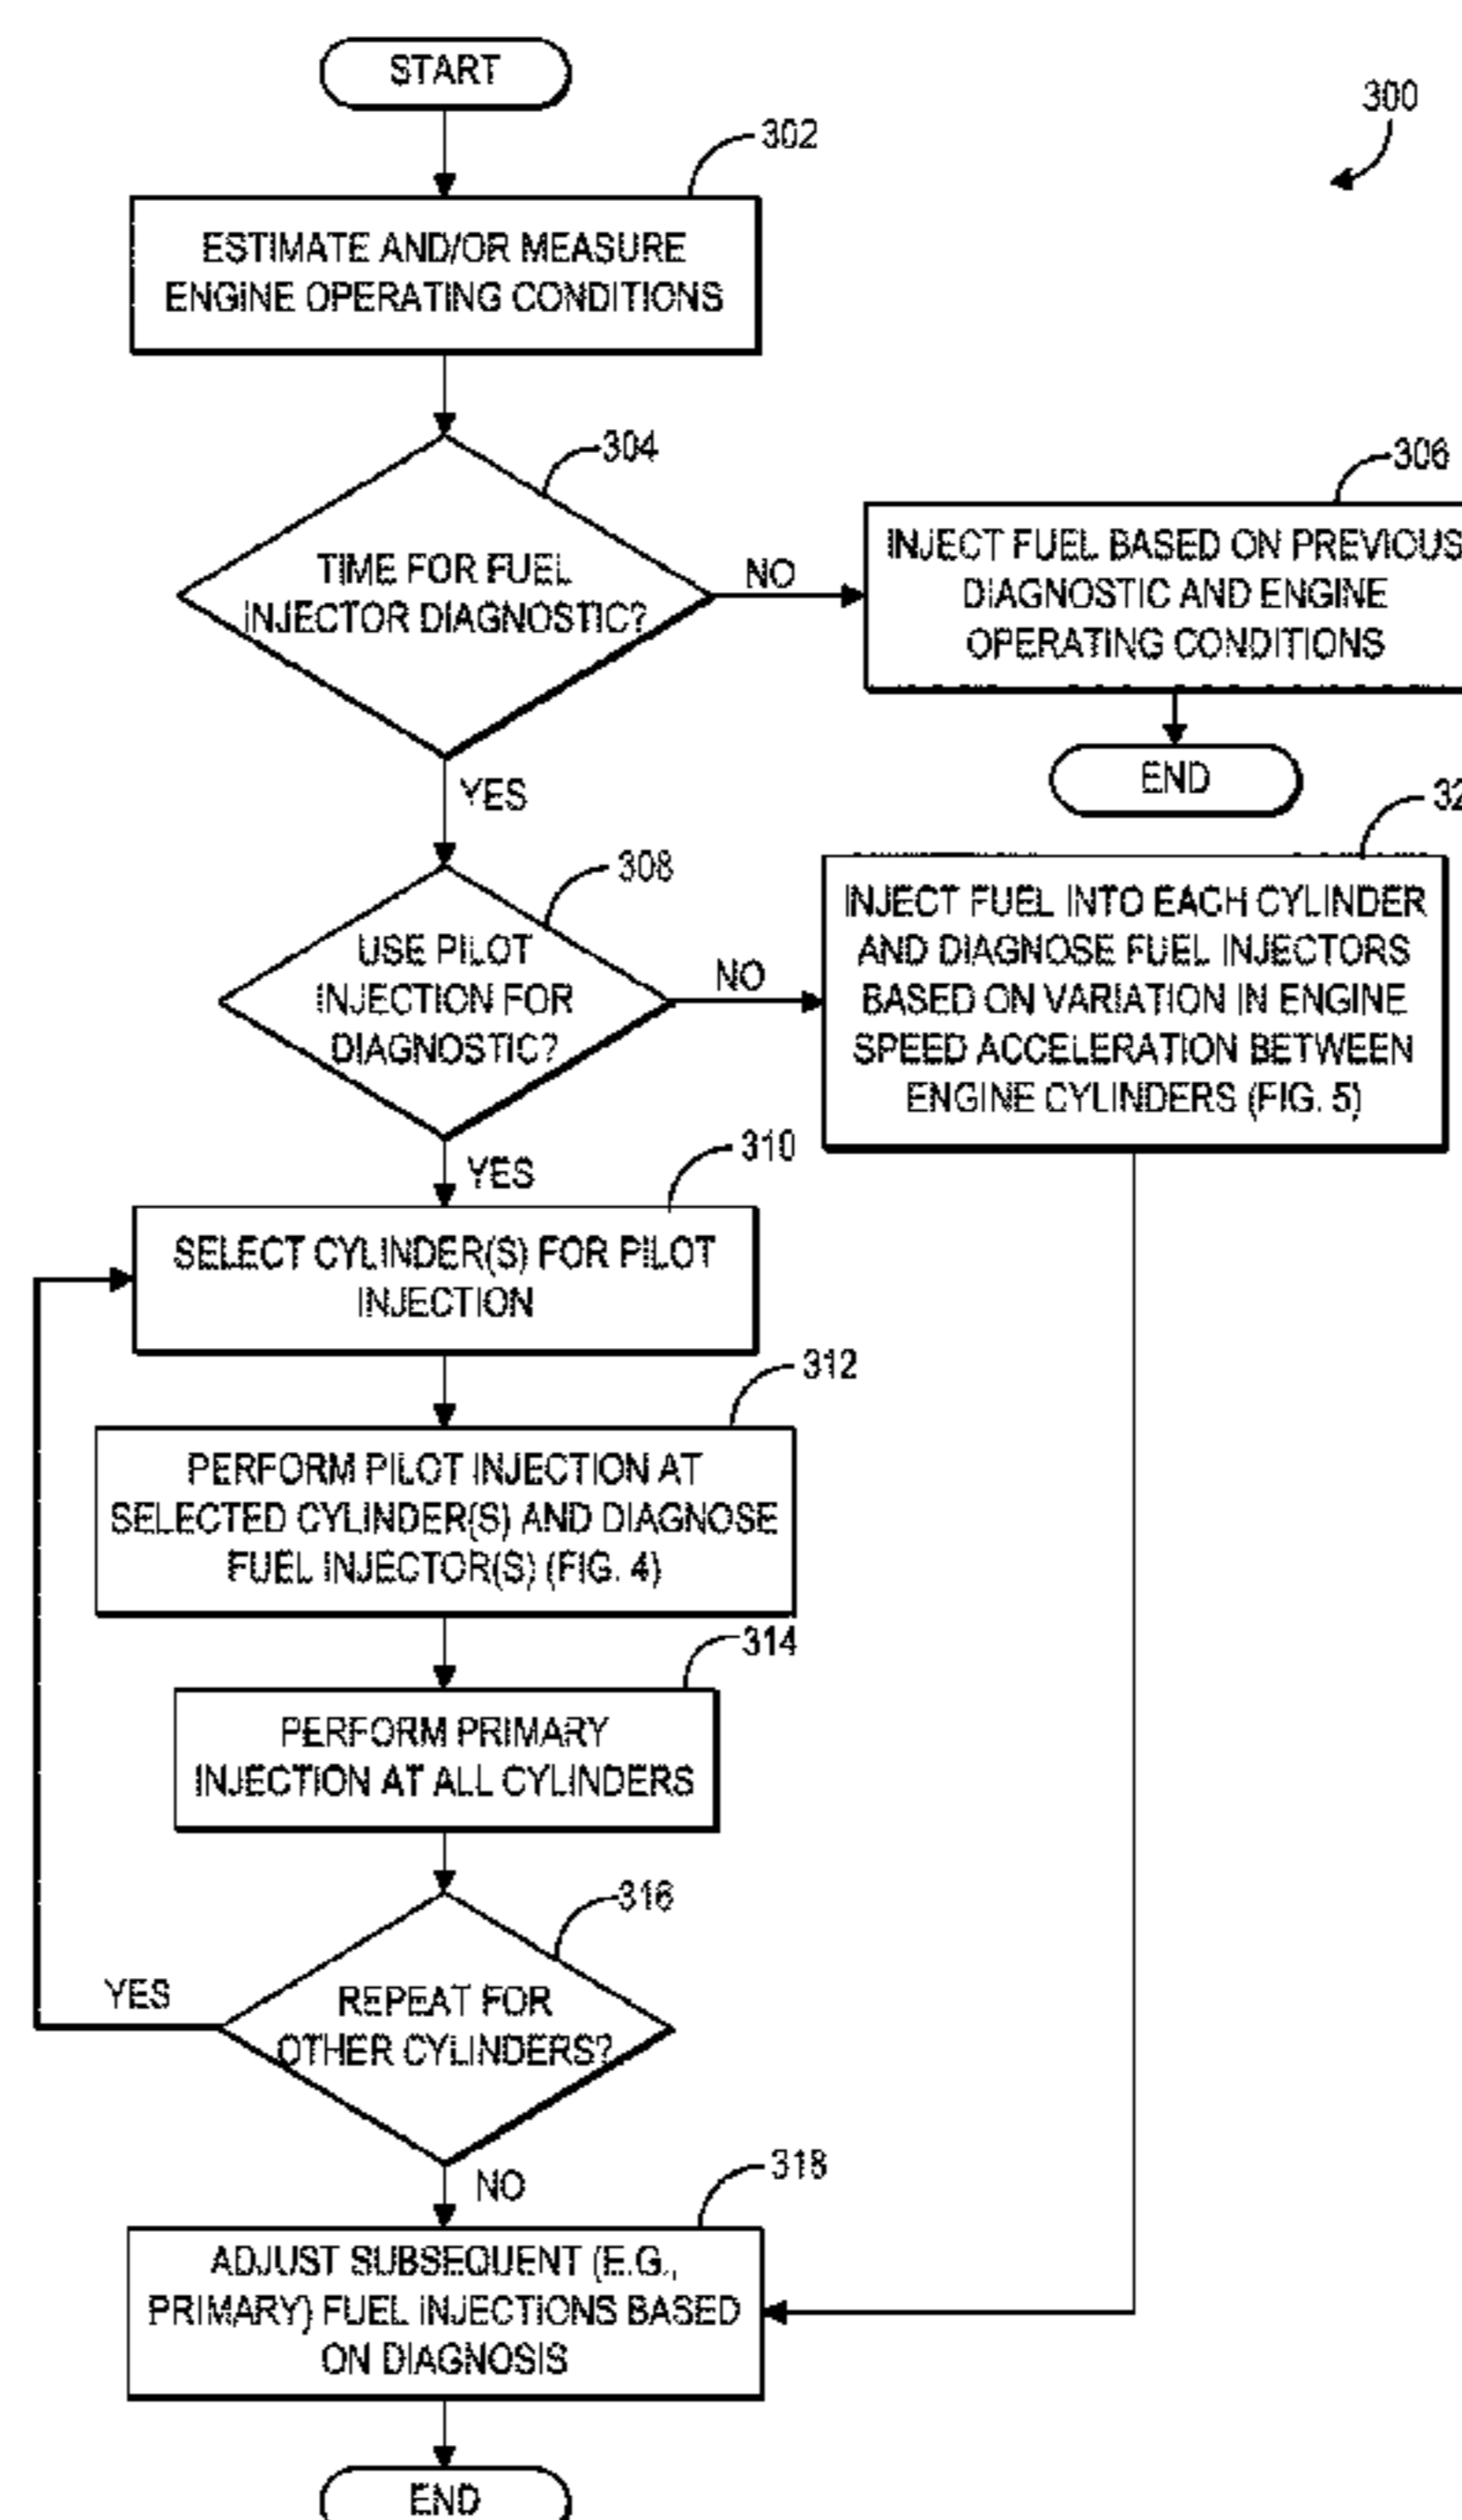 START
300
302
ESTIMATE AND/OR MEASURE
ENGINE OPERATING CONDITIONS
304
TIME FOR FUEL
INJECTOR DIAGNOSTIC?
NO
306
INJECT FUEL BASED ON PREVIOUS
DIAGNOSTIC AND ENGINE
OPERATING CONDITIONS
END
YES
308
USE PILOT
INJECTION FOR
DIAGNOSTIC?
NO
INJECT FUEL INTO EACH CYLINDER
AND DIAGNOSE FUEL INJECTORS
BASED ON VARIATION IN ENGINE
SPEED ACCELERATION BETWEEN
ENGINE CYLINDERS (FIG. 5)
YES
310
SELECT CYLINDER(S) FOR PILOT
INJECTION
312
PERFORM PILOT INJECTION AT
SELECTED CYLINDER(S) AND DIAGNOSE
FUEL INJECTOR(S) (FIG. 4)
314
PERFORM PRIMARY
INJECTION AT ALL CYLINDERS
316
REPEAT FOR
OTHER CYLINDERS?
YES
NO
318
ADJUST SUBSEQUENT (E.G.,
PRIMARY) FUEL INJECTIONS BASED
ON DIAGNOSIS
END